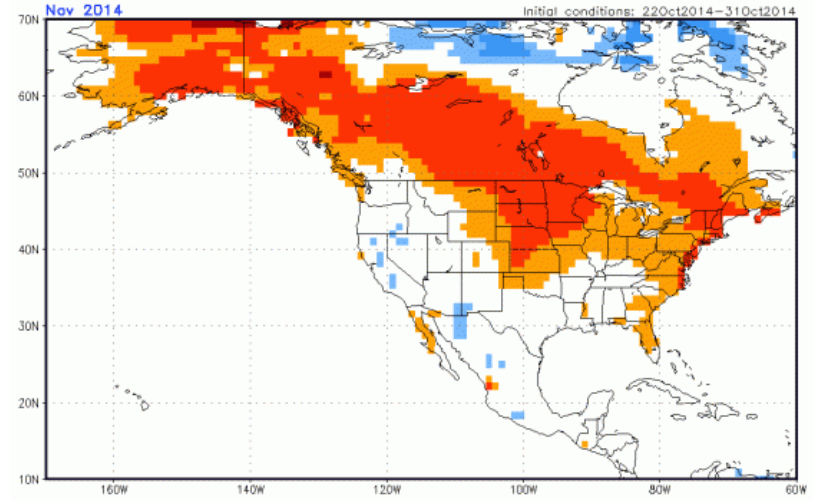 Nov 2014
Initial conditions: 22Oct2014-31Oct2014
70N
60N
50N
40N
30N
20N
10N
160W 140W 120W 100W 80W 60W